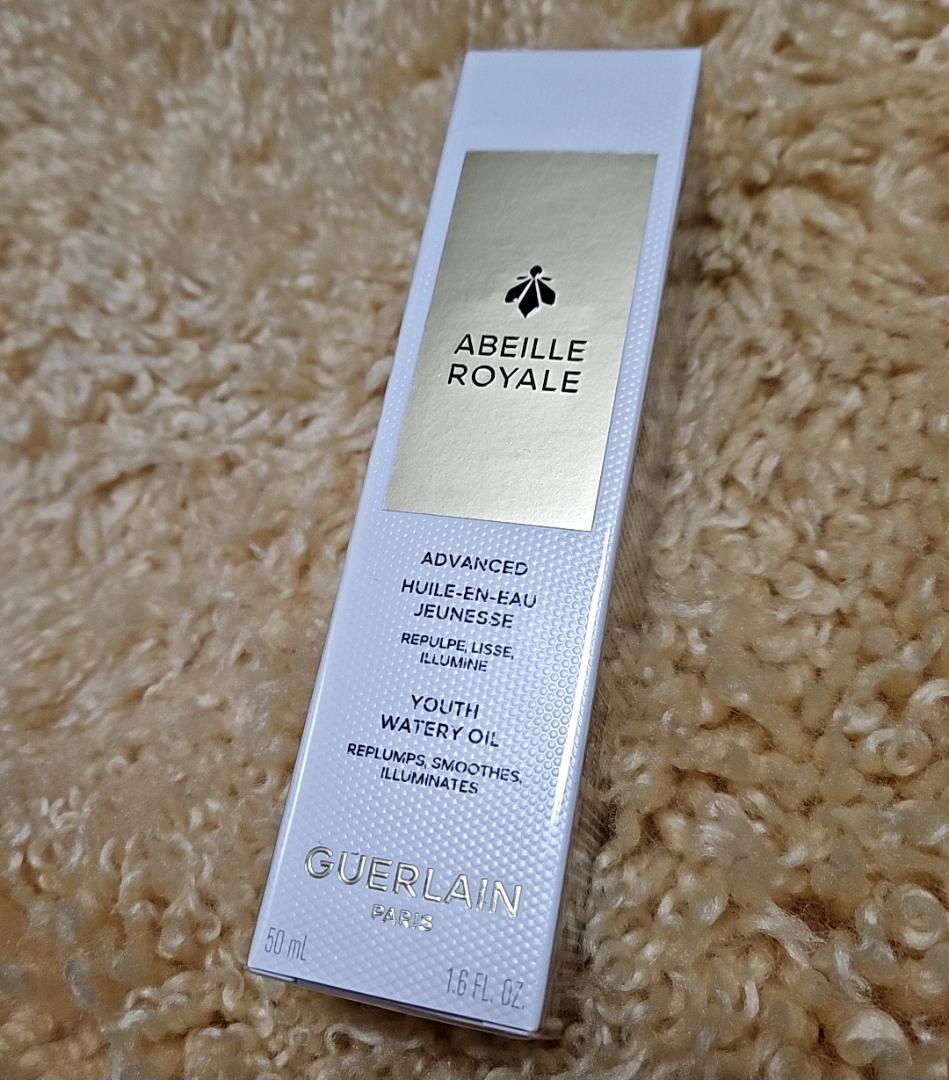 ABEILLE
ROYALE
ADVANCED
HUILE-EN-EAU
JEUNESSE
REPULPE, LISSE,
ILLUMINE
YOUTH
WATERY OIL
REPLUMPS, SMOOTHES,
ILLUMINATES
GUERLAIN
PARIS
50 mL
1.6 FL. OZ.